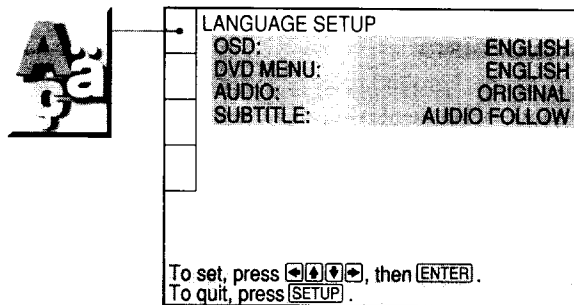 LANGUAGE SETUP
OSD: ENGLISH
DVD MENU: ENGLISH
AUDIO: ORIGINAL
SUBTITLE: AUDIO FOLLOW
To set, press ←↑↓→, then ENTER.
To quit, press SETUP.